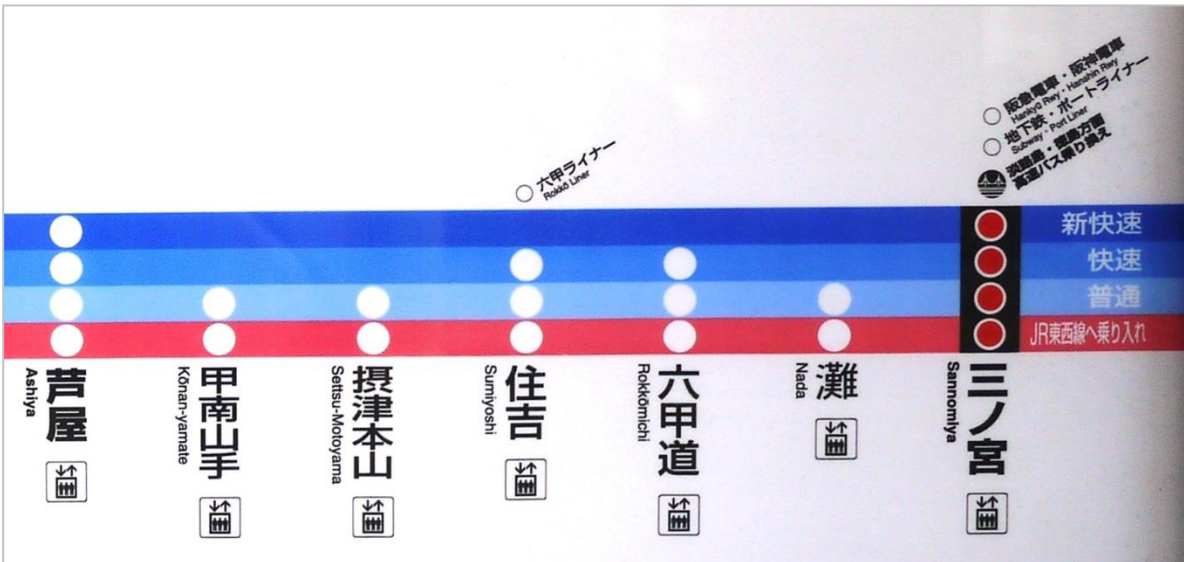 阪急電車・阪神電車
Hankyū Rwy・Hanshin Rwy
地下鉄・ポートライナー
Subway・Port Liner
淡路島・徳島方面
高速バス乗り換え
六甲ライナー
Rokkō Liner
新快速
快速
普通
JR東西線へ乗り入れ
芦屋
Ashiya
甲南山手
Kōnan-yamate
摂津本山
Settsu-Motoyama
住吉
Sumiyoshi
六甲道
Rokkōmichi
灘
Nada
三ノ宮
Sannomiya